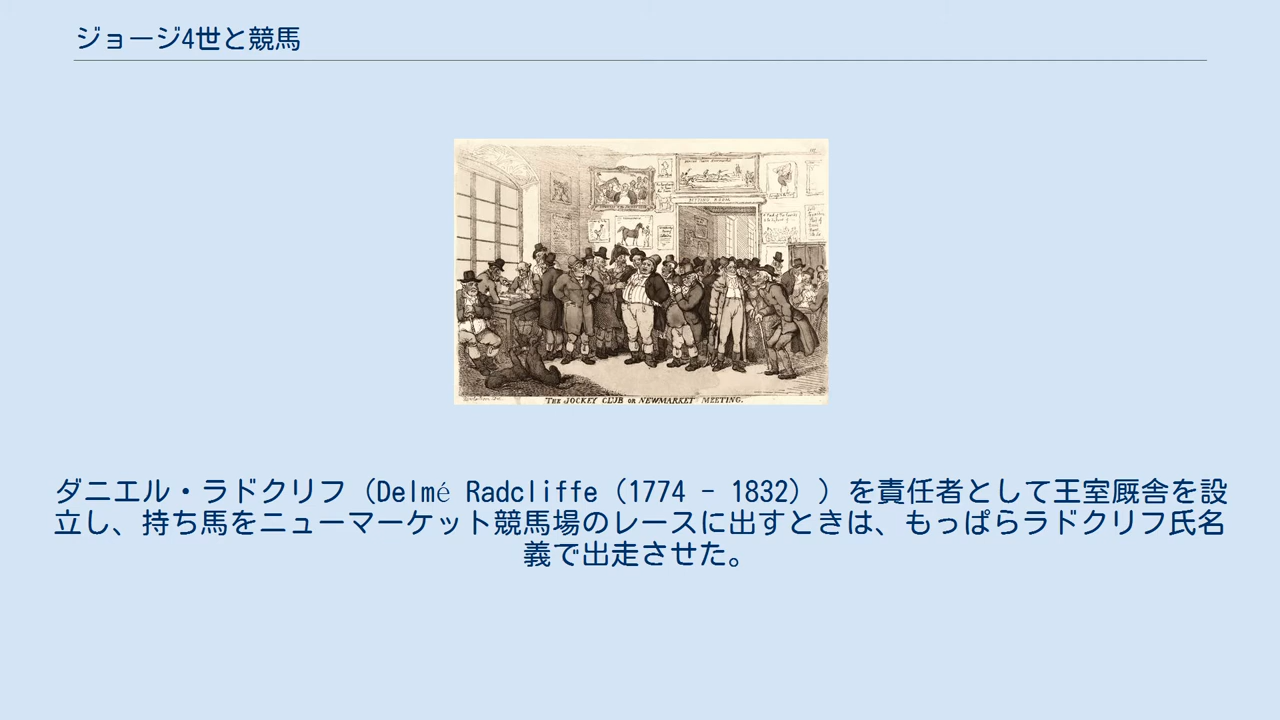 ジョージ4世と競馬
BETTING ROOM
THE JOCKEY CLUB OR NEWMARKET MEETING.
ダニエル・ラドクリフ（Delmé Radcliffe（1774 - 1832））を責任者として王室厩舎を設
立し、持ち馬をニューマーケット競馬場のレースに出すときは、もっぱらラドクリフ氏名
義で出走させた。